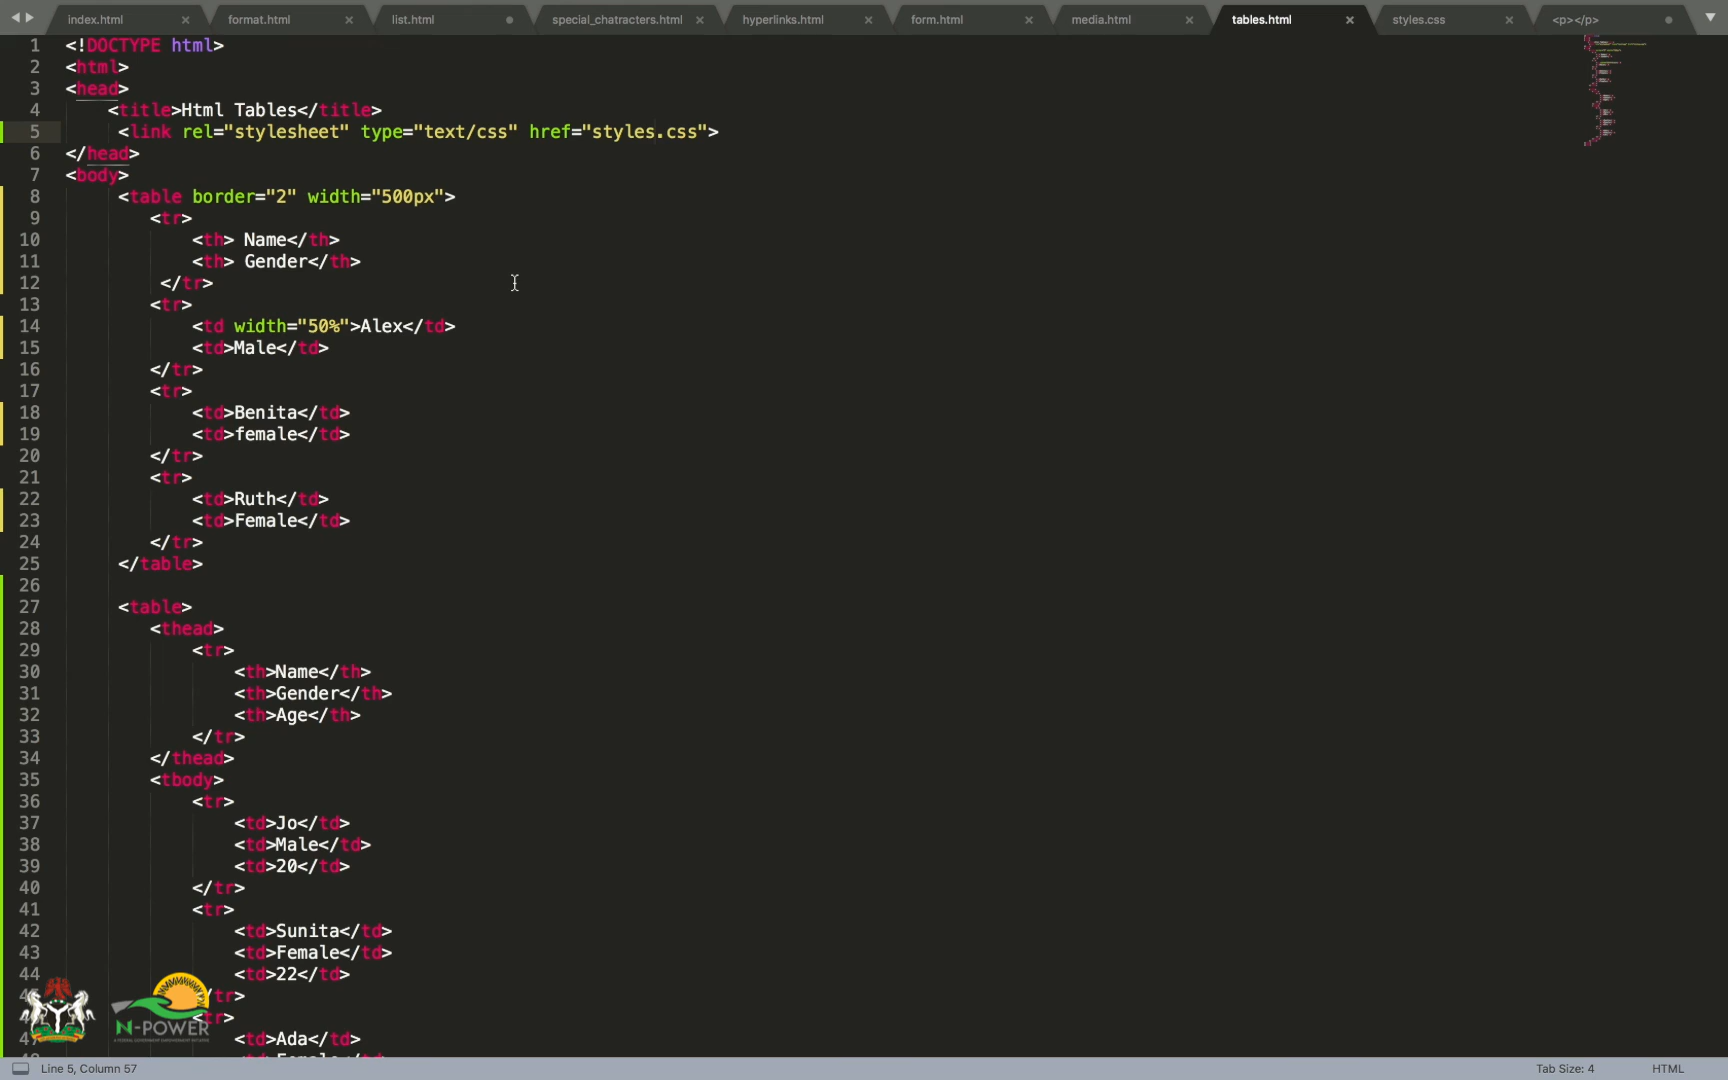 index.html format.html list.html special_chatracters.html hyperlinks.html form.html media.html tables.html styles.css <p></p>
1 <!DOCTYPE html>
2 <html>
3 <head>
4 <title>Html Tables</title>
5 <link rel="stylesheet" type="text/css" href="styles.css">
6 </head>
7 <body>
8 <table border="2" width="500px">
9 <tr>
10 <th> Name</th>
11 <th> Gender</th>
12 </tr>
13 <tr>
14 <td width="50%">Alex</td>
15 <td>Male</td>
16 </tr>
17 <tr>
18 <td>Benita</td>
19 <td>female</td>
20 </tr>
21 <tr>
22 <td>Ruth</td>
23 <td>Female</td>
24 </tr>
25 </table>
26
27 <table>
28 <thead>
29 <tr>
30 <th>Name</th>
31 <th>Gender</th>
32 <th>Age</th>
33 </tr>
34 </thead>
35 <tbody>
36 <tr>
37 <td>Jo</td>
38 <td>Male</td>
39 <td>20</td>
40 </tr>
41 <tr>
42 <td>Sunita</td>
43 <td>Female</td>
44 <td>22</td>
/tr>
tr>
N-POWER
47 <td>Ada</td>
Line 5, Column 57 Tab Size: 4 HTML